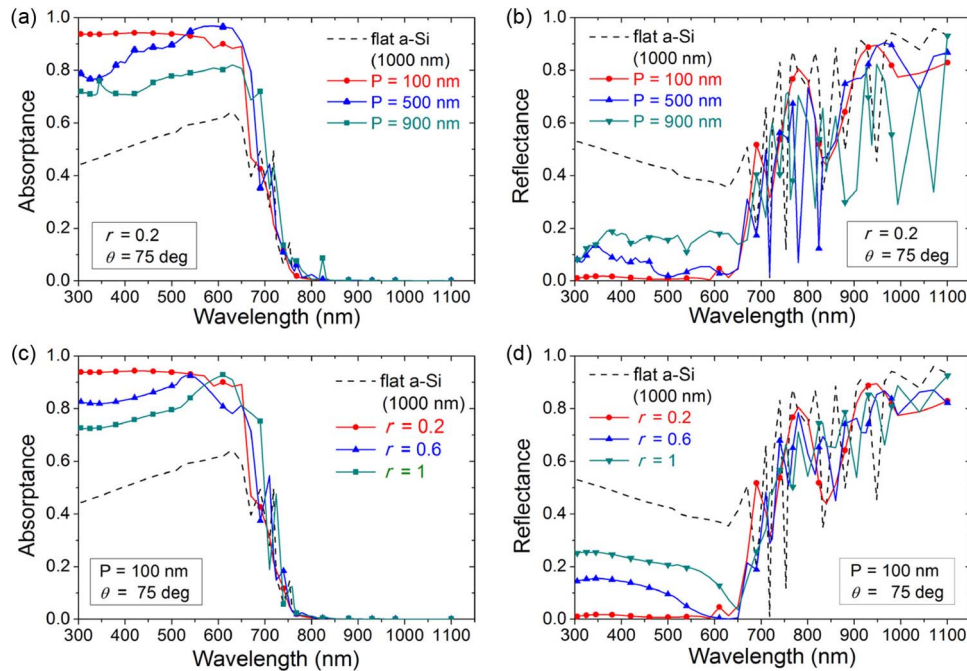 (a)
Absorptance
1.0
0.8
0.6
0.4
0.2
0.0
flat a-Si
(1000 nm)
P = 100 nm
P = 500 nm
P = 900 nm
r = 0.2
θ = 75 deg
300 400 500 600 700 800 900 1000 1100
Wavelength (nm)
(b)
Reflectance
1.0
0.8
0.6
0.4
0.2
0.0
flat a-Si
(1000 nm)
P = 100 nm
P = 500 nm
P = 900 nm
r = 0.2
θ = 75 deg
300 400 500 600 700 800 900 1000 1100
Wavelength (nm)
(c)
Absorptance
1.0
0.8
0.6
0.4
0.2
0.0
flat a-Si
(1000 nm)
r = 0.2
r = 0.6
r = 1
P = 100 nm
θ = 75 deg
300 400 500 600 700 800 900 1000 1100
Wavelength (nm)
(d)
Reflectance
1.0
0.8
0.6
0.4
0.2
0.0
flat a-Si
(1000 nm)
r = 0.2
r = 0.6
r = 1
P = 100 nm
θ = 75 deg
300 400 500 600 700 800 900 1000 1100
Wavelength (nm)